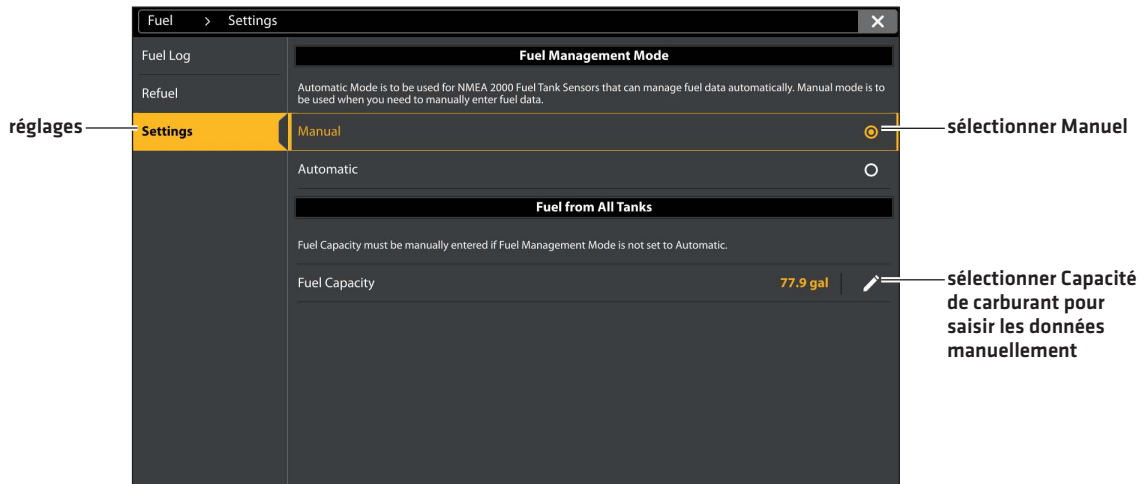 Fuel > Settings
Fuel Log
Refuel
Settings
réglages
Fuel Management Mode
Automatic Mode is to be used for NMEA 2000 Fuel Tank Sensors that can manage fuel data automatically. Manual mode is to
be used when you need to manually enter fuel data.
Manual
sélectionner Manuel
Automatic
Fuel from All Tanks
Fuel Capacity must be manually entered if Fuel Management Mode is not set to Automatic.
Fuel Capacity 77.9 gal
sélectionner Capacité
de carburant pour
saisir les données
manuellement